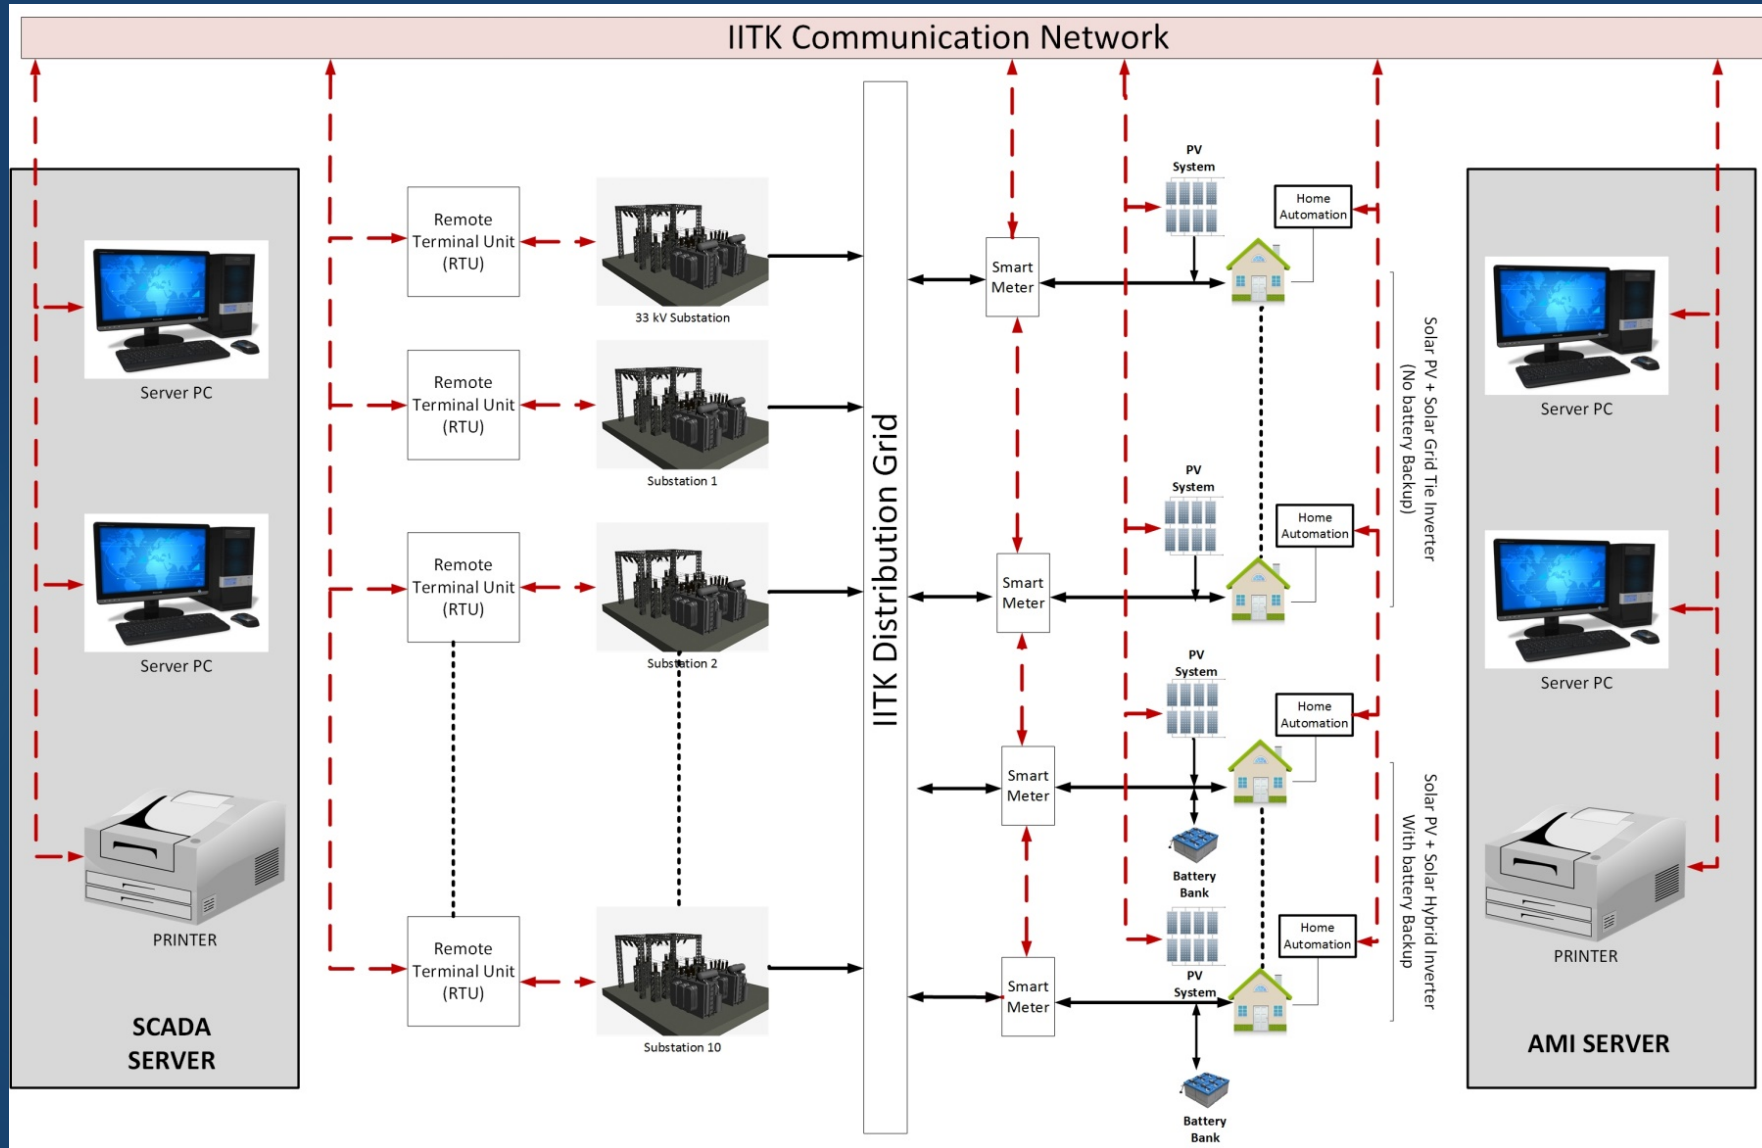 IITK Communication Network
Server PC
Server PC
PRINTER
SCADA
SERVER
Remote
Terminal Unit
(RTU)
33 kV Substation
Remote
Terminal Unit
(RTU)
Substation 1
Remote
Terminal Unit
(RTU)
Substation 2
Remote
Terminal Unit
(RTU)
Substation 10
IITK Distribution Grid
Smart
Meter
PV
System
Home
Automation
Smart
Meter
PV
System
Home
Automation
Solar PV + Solar Grid Tie Inverter
(No battery Backup)
Smart
Meter
PV
System
Home
Automation
Battery
Bank
Smart
Meter
PV
System
Home
Automation
Battery
Bank
Solar PV + Solar Hybrid Inverter
With battery Backup
Server PC
Server PC
PRINTER
AMI SERVER